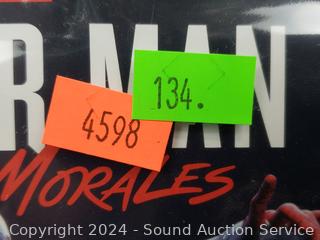 R MAN
134.
4598
MORALES
Copyright 2024 - Sound Auction Service